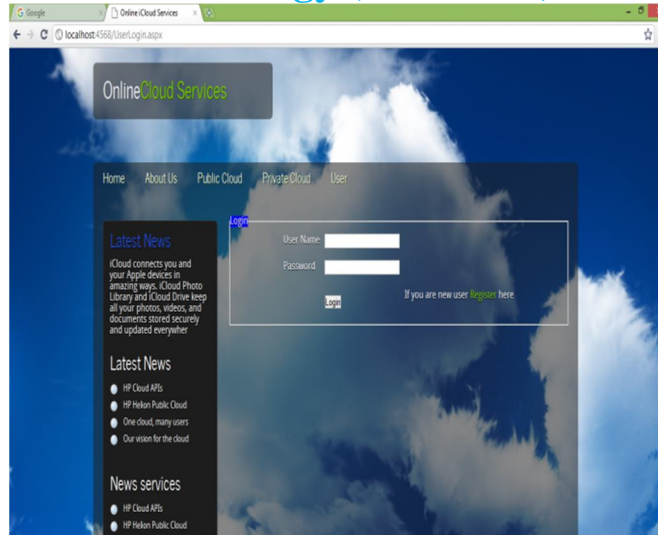 Google
Online iCloud Services
localhost:4568/UserLogin.aspx
OnlineCloud Services
Home About Us Public Cloud Private Cloud User
Login
User Name
Password
Login
If you are new user Register here
Latest News
iCloud connects you and
your Apple devices in
amazing ways. iCloud Photo
Library and iCloud Drive keep
all your photos, videos, and
documents stored securely
and updated everywher
Latest News
HP Cloud APIs
HP Helion Public Cloud
One cloud, many users
Our vision for the cloud
News services
HP Cloud APIs
HP Helion Public Cloud